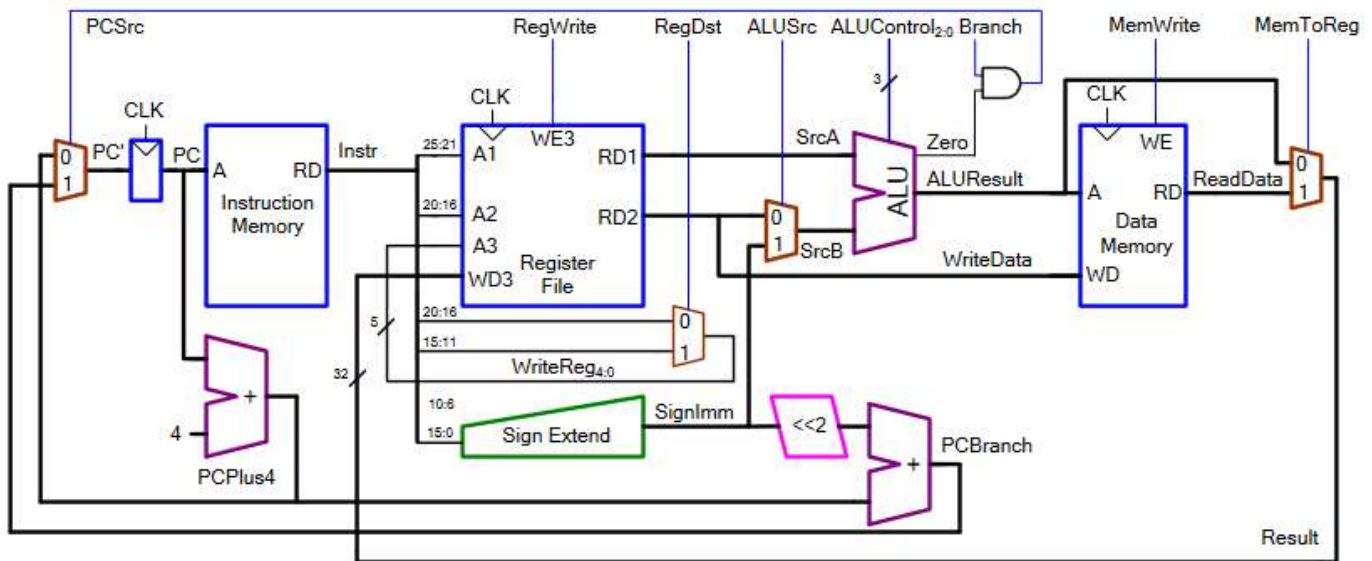 PCSrc RegWrite RegDst ALUSrc ALUControl2:0 Branch MemWrite MemToReg
3
CLK CLK CLK
0 1 PC' PC A Instruction Memory RD Instr
25:21 A1 WE3 RD1 SrcA Zero WE
20:16 A2 RD2 0 1 SrcB ALU ALUResult A RD ReadData 0 1
A3 Data Memory
WD3 Register File WriteData WD
20:16 0
5 15:11 1
WriteReg4:0
32
+
4
PCPlus4
10:6
15:0 Sign Extend SignImm <<2 + PCBranch
Result